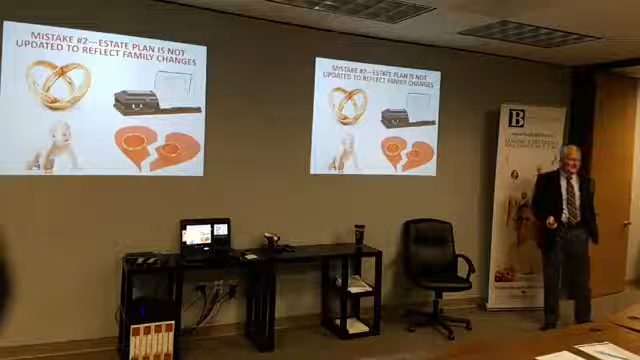 MISTAKE #2—ESTATE PLAN IS NOT
UPDATED TO REFLECT FAMILY CHANGES
MISTAKE #2—ESTATE PLAN IS NOT
UPDATED TO REFLECT FAMILY CHANGES
B